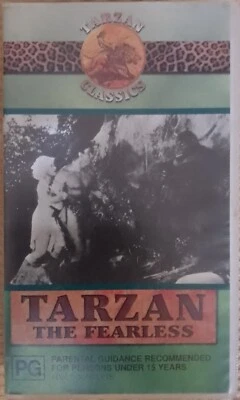 TARZAN
CLASSICS
TARZAN
THE FEARLESS
PG
PARENTAL GUIDANCE RECOMMENDED
FOR PERSONS UNDER 15 YEARS